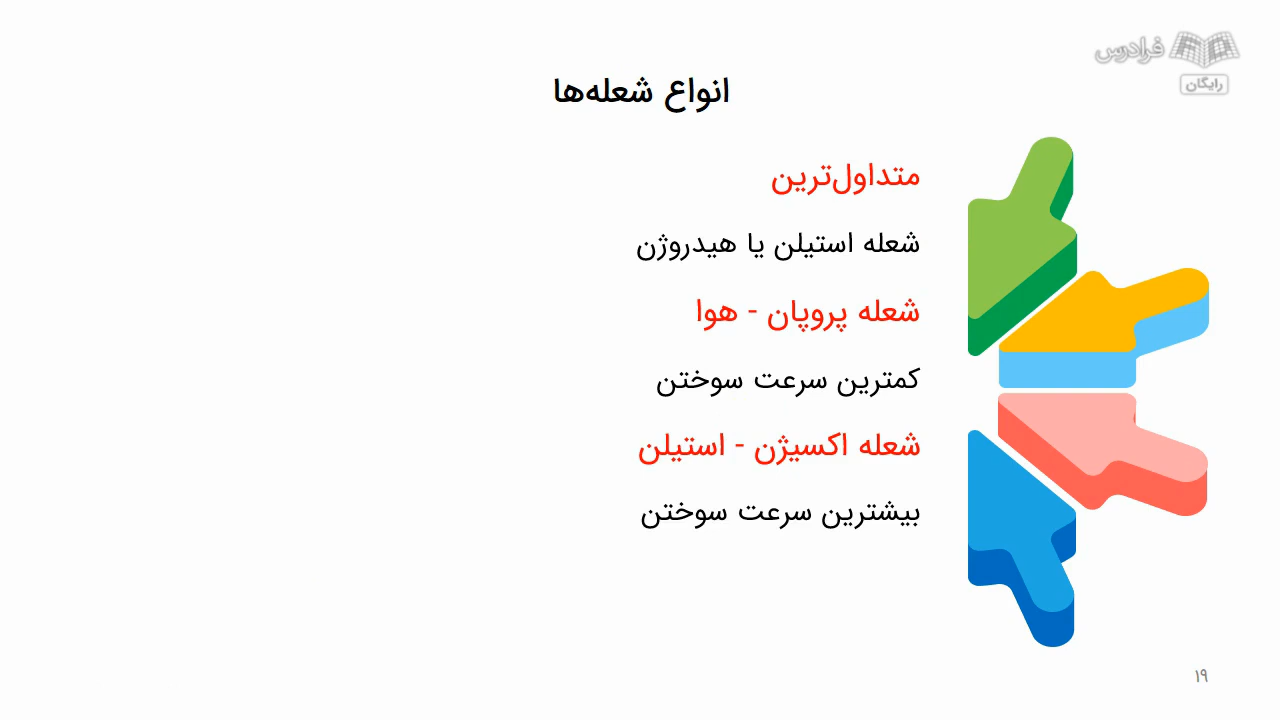 فرادرس
رایگان
انواع شعله‌ها
متداول‌ترین
شعله استیلن یا هیدروژن
شعله پروپان - هوا
کمترین سرعت سوختن
شعله اکسیژن - استیلن
بیشترین سرعت سوختن
۱۹